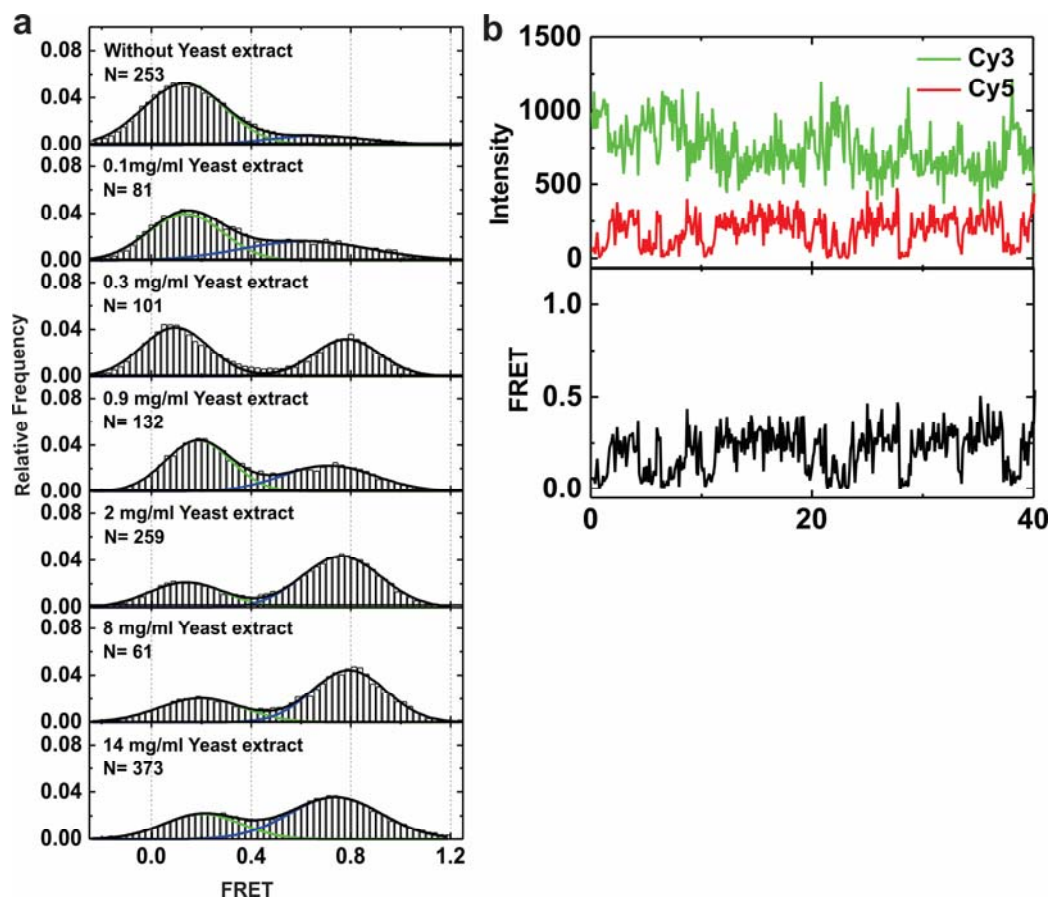 a
0.08
Without Yeast extract
N= 253
0.04
0.00
0.08
0.1mg/ml Yeast extract
N= 81
0.04
0.00
0.08
0.3 mg/ml Yeast extract
N= 101
0.04
0.00
0.08
0.9 mg/ml Yeast extract
N= 132
0.04
0.00
0.08
2 mg/ml Yeast extract
N= 259
0.04
0.00
0.08
8 mg/ml Yeast extract
N= 61
0.04
0.00
0.08
14 mg/ml Yeast extract
N= 373
0.04
0.00
0.0 0.4 0.8 1.2
FRET
Relative Frequency
b
1500
1000
500
0
Intensity
Cy3
Cy5
1.0
0.5
0.0
FRET
0 20 40